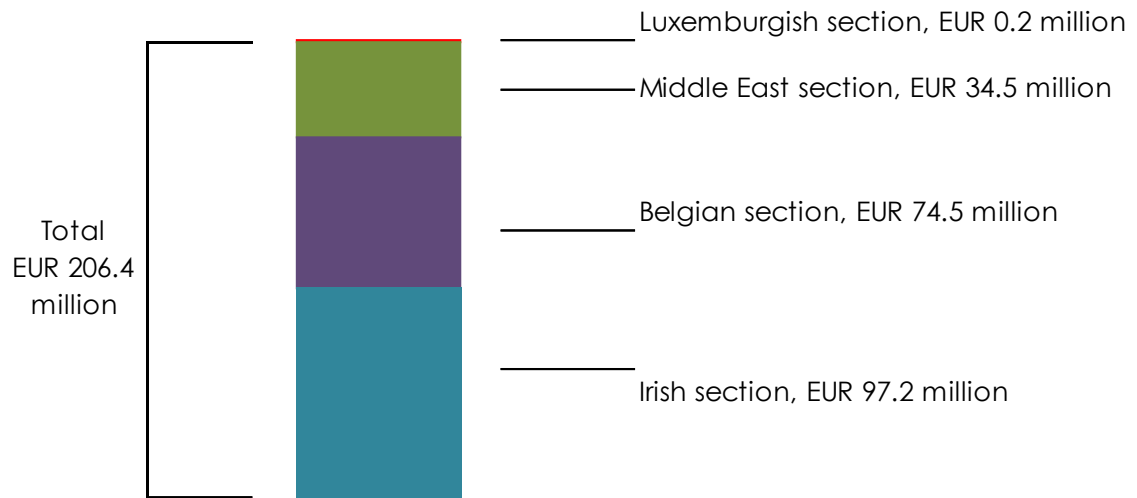 Luxemburgish section, EUR 0.2 million
Middle East section, EUR 34.5 million
Belgian section, EUR 74.5 million
Total
EUR 206.4
million
Irish section, EUR 97.2 million